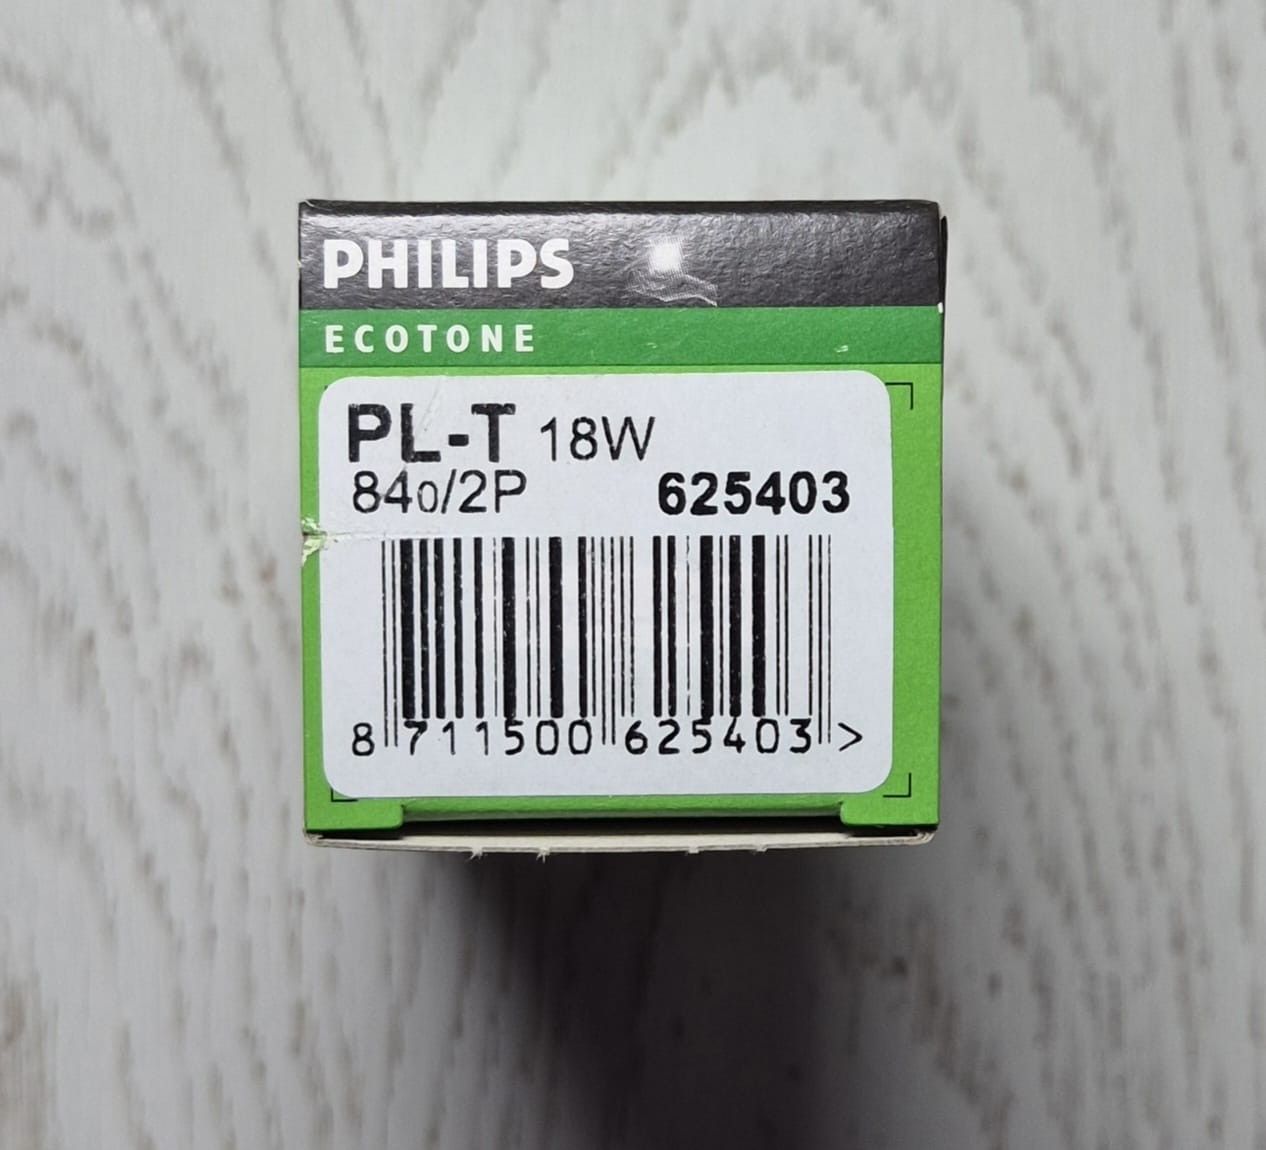 PHILIPS
ECOTONE
PL-T 18W
840/2P 625403
8 711500 625403 >